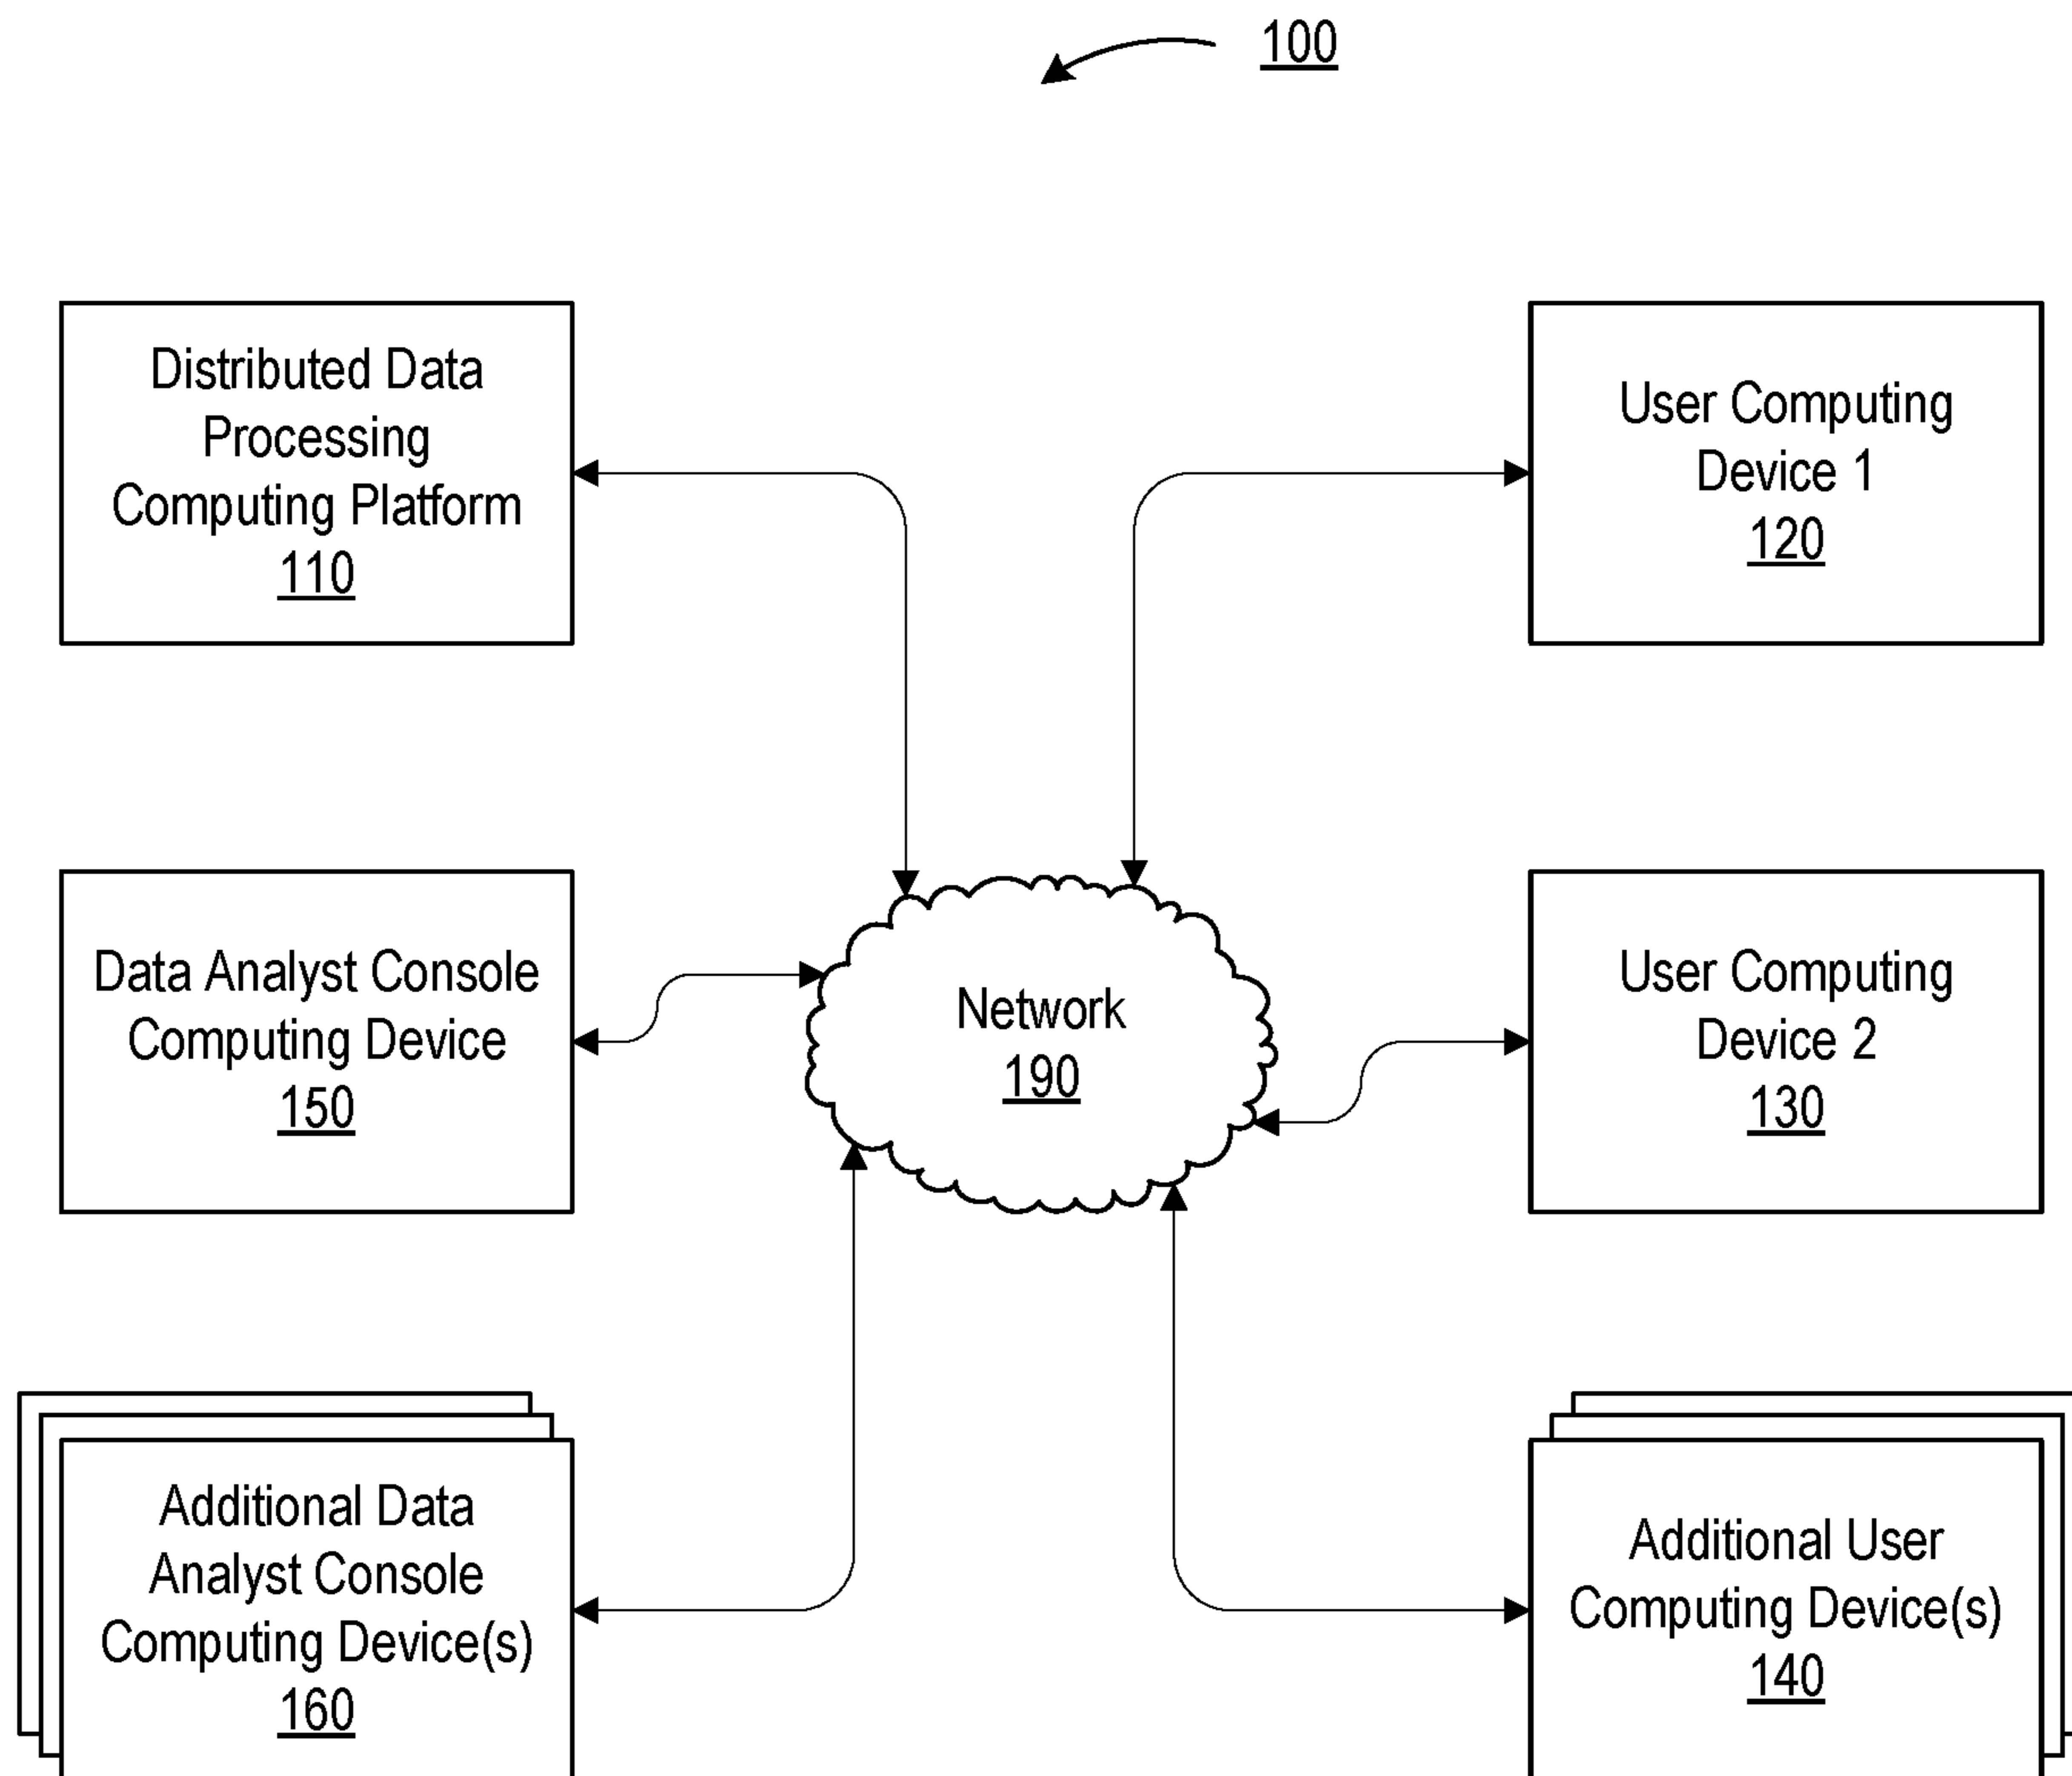 100
Distributed Data
Processing
Computing Platform
110
User Computing
Device 1
120
Data Analyst Console
Computing Device
150
Network
190
User Computing
Device 2
130
Additional Data
Analyst Console
Computing Device(s)
160
Additional User
Computing Device(s)
140